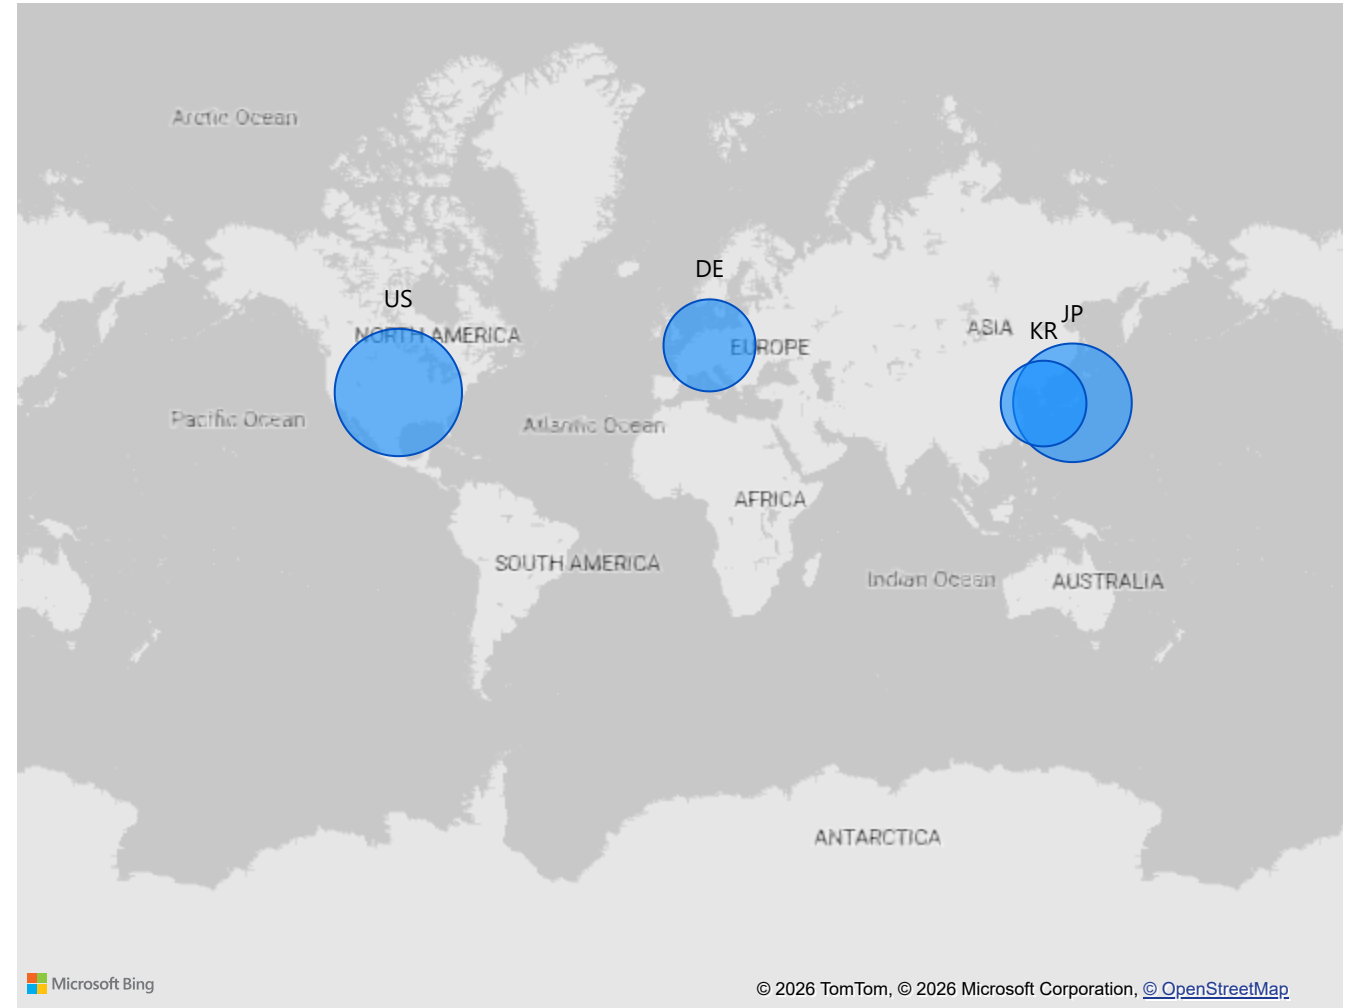 Arctic Ocean
DE
US
JP
KR
NORTH AMERICA
ASIA
EUROPE
Pacific Ocean
Atlantic Ocean
AFRICA
SOUTH AMERICA
Indian Ocean
AUSTRALIA
ANTARCTICA
Microsoft Bing
© 2026 TomTom, © 2026 Microsoft Corporation, © OpenStreetMap